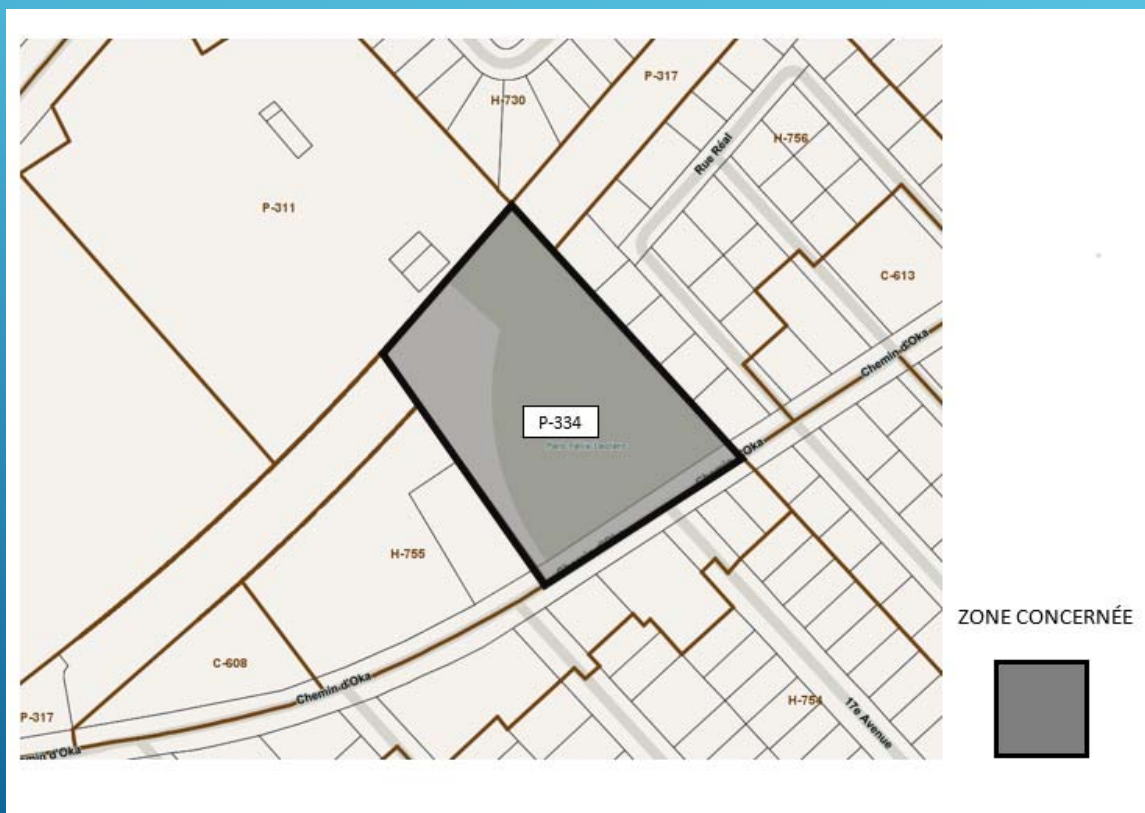 P-317
H-730
Rue Réal
H-756
P-311
C-613
Chemin d'Oka
P-334
H-755
ZONE CONCERNÉE
C-608
Chemin d'Oka
H-754
17e Avenue
P-317